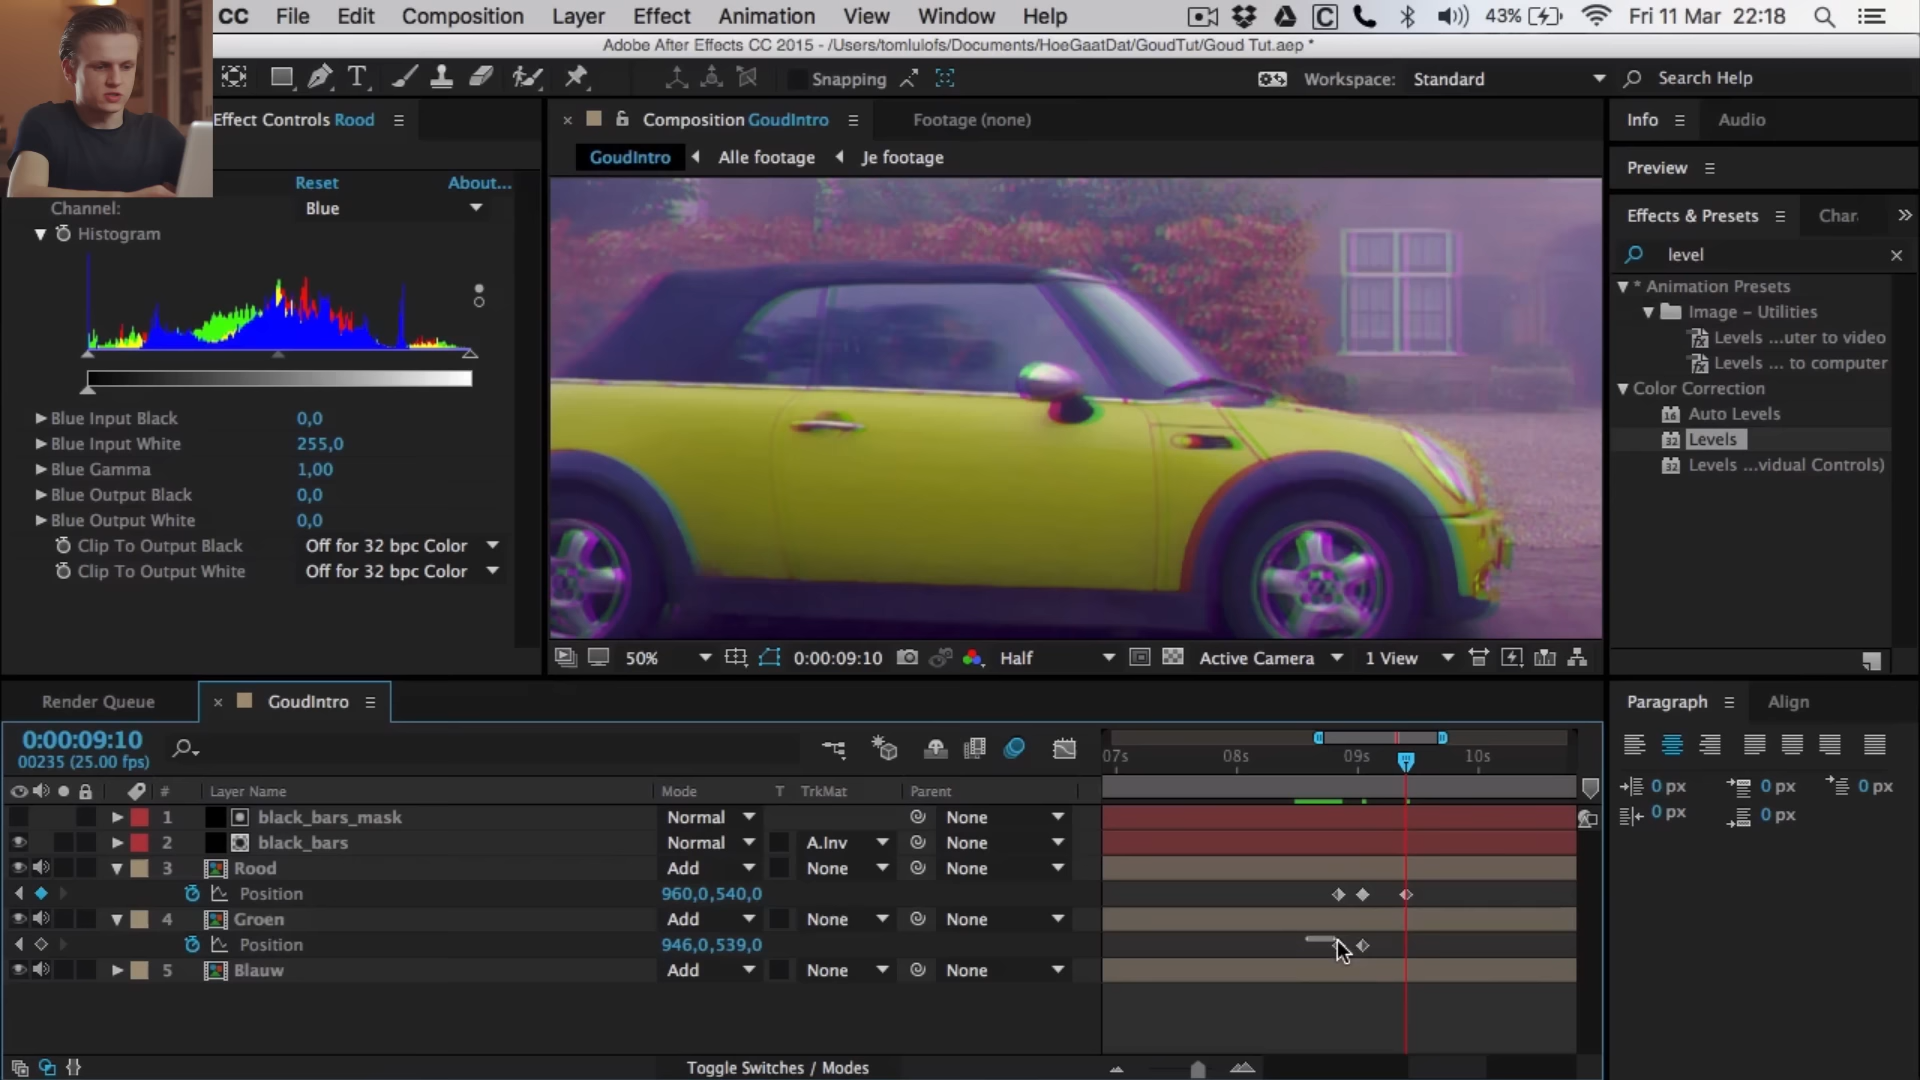 CC File Edit Composition Layer Effect Animation View Window Help 43% Fri 11 Mar 22:18
Adobe After Effects CC 2015 - /Users/tomlulofs/Documents/HoeGaatDat/GoudTut/Goud Tut.aep *
T Snapping Workspace: Standard Search Help
Effect Controls Rood
Composition GoudIntro Footage (none)
Info Audio
GoudIntro Alle footage Je footage
Preview
Reset About...
Channel: Blue
Effects & Presets Char
Histogram
level
* Animation Presets
Image – Utilities
Levels ...uter to video
Levels ... to computer
Color Correction
16 Auto Levels
32 Levels
32 Levels ...vidual Controls)
Blue Input Black 0,0
Blue Input White 255,0
Blue Gamma 1,00
Blue Output Black 0,0
Blue Output White 0,0
Clip To Output Black Off for 32 bpc Color
Clip To Output White Off for 32 bpc Color
50% 0:00:09:10 Half Active Camera 1 View
Render Queue GoudIntro
Paragraph Align
0:00:09:10
00235 (25.00 fps)
07s 08s 09s 10s
# Layer Name Mode T TrkMat Parent
0 px 0 px 0 px
0 px 0 px
1 black_bars_mask Normal None
2 black_bars Normal A.Inv None
3 Rood Add None None
Position 960,0,540,0
4 Groen Add None None
Position 946,0,539,0
5 Blauw Add None None
Toggle Switches / Modes